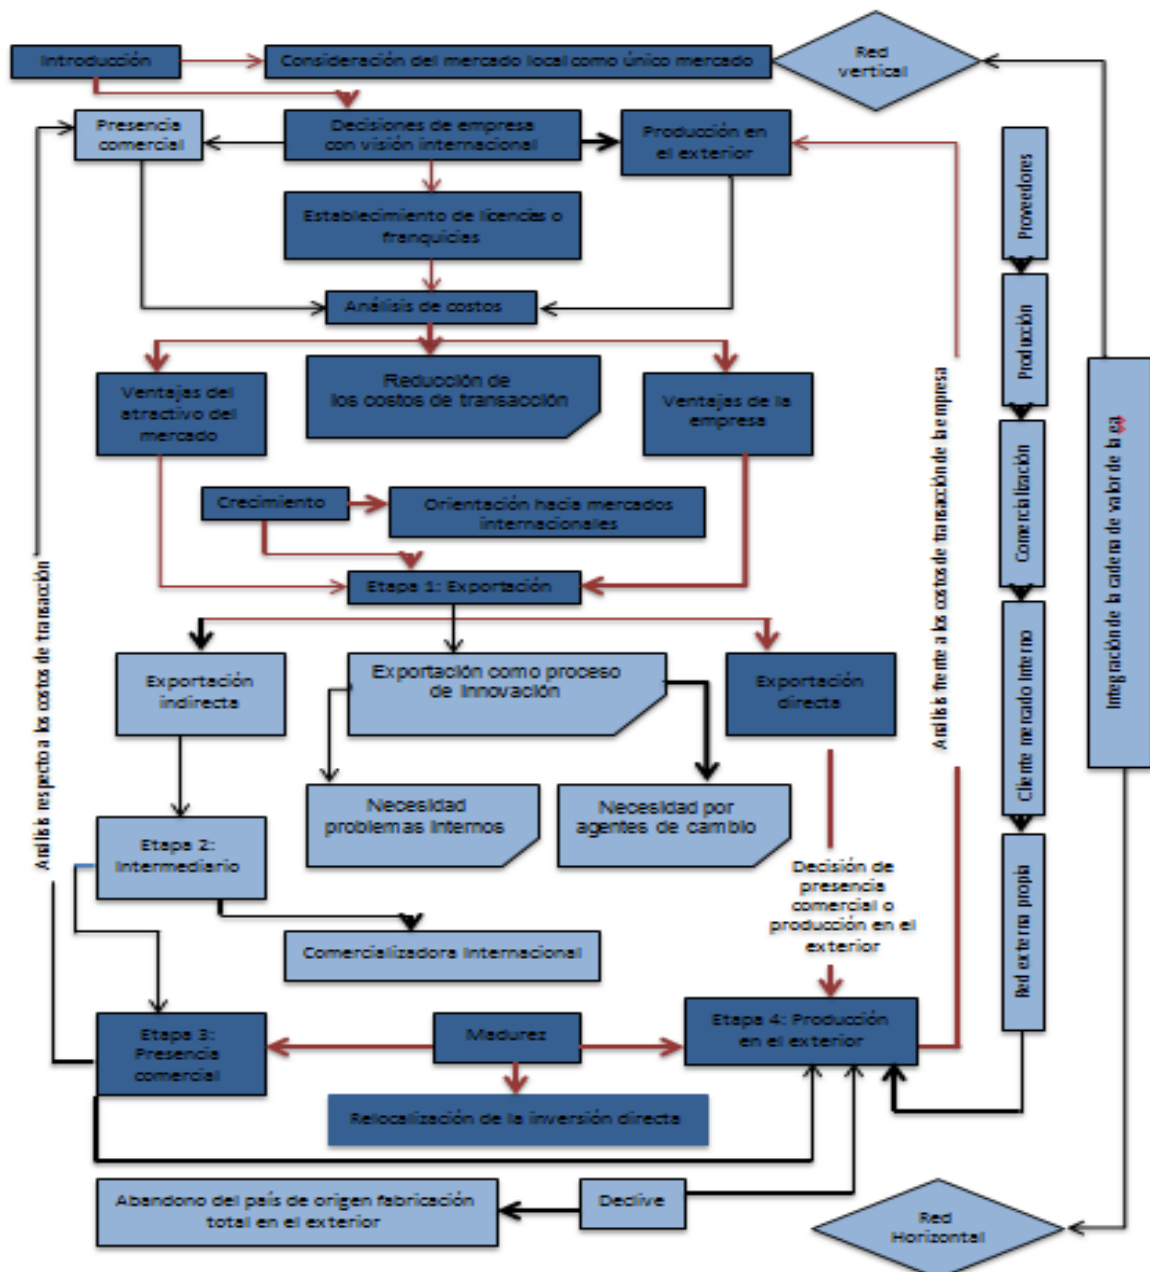 Introducción
Consideración del mercado local como único mercado
Red
vertical
Presencia
comercial
Decisiones de empresa
con visión internacional
Producción en
el exterior
Establecimiento de licencias o
franquicias
Análisis de costos
Ventajas del
atractivo del
mercado
Reducción de
los costos de transacción
Ventajas de la
empresa
Crecimiento
Orientación hacia mercados
internacionales
Etapa 1: Exportación
Exportación
indirecta
Exportación como proceso
de innovación
Exportación
directa
Necesidad
problemas internos
Necesidad por
agentes de cambio
Etapa 2:
Intermediario
Decisión de
presencia
comercial o
producción en el
exterior
Comercializadora Internacional
Etapa 3:
Presencia
comercial
Madurez
Etapa 4: Producción
en el exterior
Relocalización de la inversión directa
Abandono del país de origen fabricación
total en el exterior
Declive
Red
Horizontal
Análisis respecto a los costos de transacción
Análisis frente a los costos de transacción de la empresa
Proveedores
Producción
Comercialización
Cliente mercado Interno
Red externa propia
Integración de la cadena de valor de la